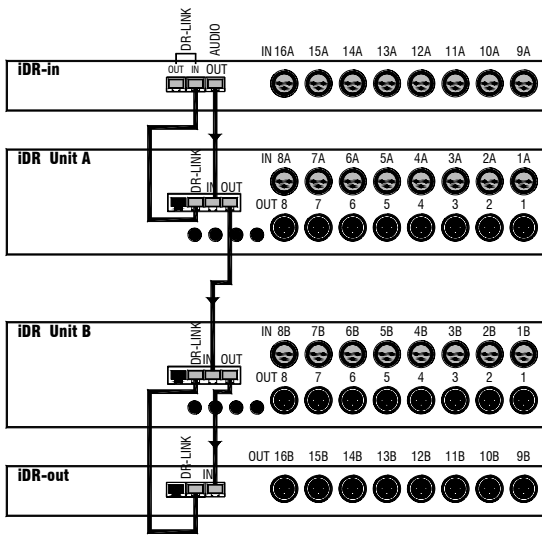 DR-LINK
AUDIO
iDR-in
OUT IN OUT
IN 16A 15A 14A 13A 12A 11A 10A 9A
iDR Unit A
DR-LINK
IN OUT
IN 8A 7A 6A 5A 4A 3A 2A 1A
OUT 8 7 6 5 4 3 2 1
iDR Unit B
DR-LINK
IN OUT
IN 8B 7B 6B 5B 4B 3B 2B 1B
OUT 8 7 6 5 4 3 2 1
iDR-out
DR-LINK
IN
OUT 16B 15B 14B 13B 12B 11B 10B 9B